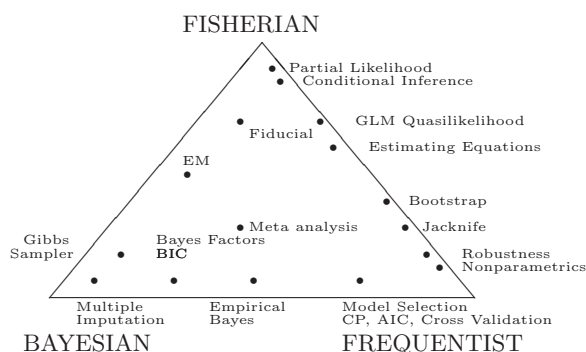 FISHERIAN
Partial Likelihood
Conditional Inference
GLM Quasilikelihood
Fiducial
Estimating Equations
EM
Bootstrap
Meta analysis
Jacknife
Gibbs
Sampler
Bayes Factors
BIC
Robustness
Nonparametrics
Multiple
Imputation
Empirical
Bayes
Model Selection
CP, AIC, Cross Validation
BAYESIAN
FREQUENTIST